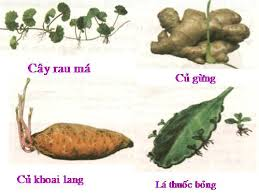 Cây rau má
Củ gừng
Củ khoai lang
Lá thuốc bỏng